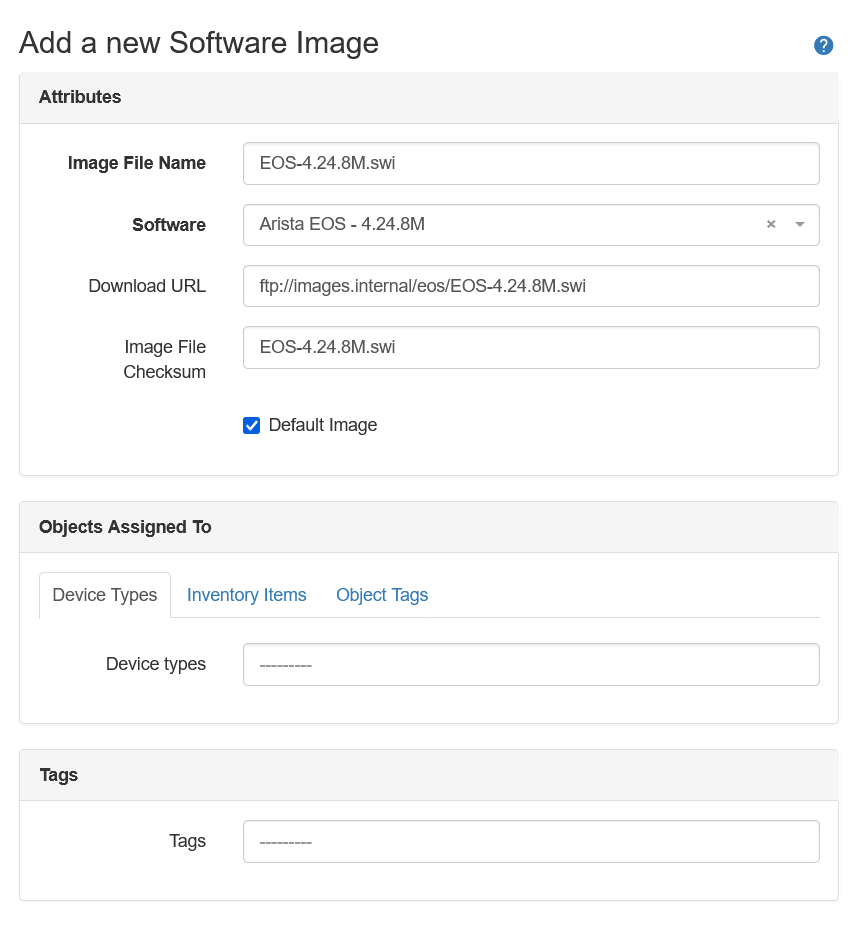 Add a new Software Image
?
Attributes
Image File Name
EOS-4.24.8M.swi
Software
Arista EOS - 4.24.8M
×
Download URL
ftp://images.internal/eos/EOS-4.24.8M.swi
Image File
Checksum
EOS-4.24.8M.swi
Default Image
Objects Assigned To
Device Types Inventory Items Object Tags
Device types
---------
Tags
Tags
---------